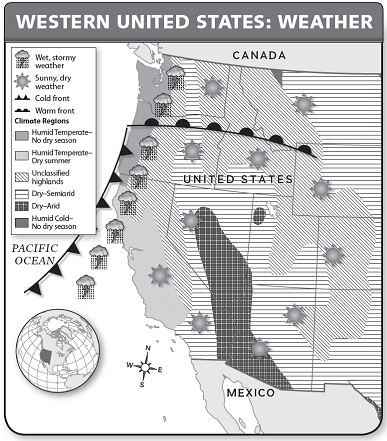 WESTERN UNITED STATES: WEATHER
CANADA
Wet, stormy
weather
Sunny, dry
weather
Cold front
Warm front
Climate Regions
Humid Temperate–
No dry season
Humid Temperate–
Dry summer
Unclassified
highlands
Dry–Semiarid
Dry–Arid
Humid Cold–
No dry season
UNITED STATES
PACIFIC
OCEAN
N
W
E
S
MEXICO